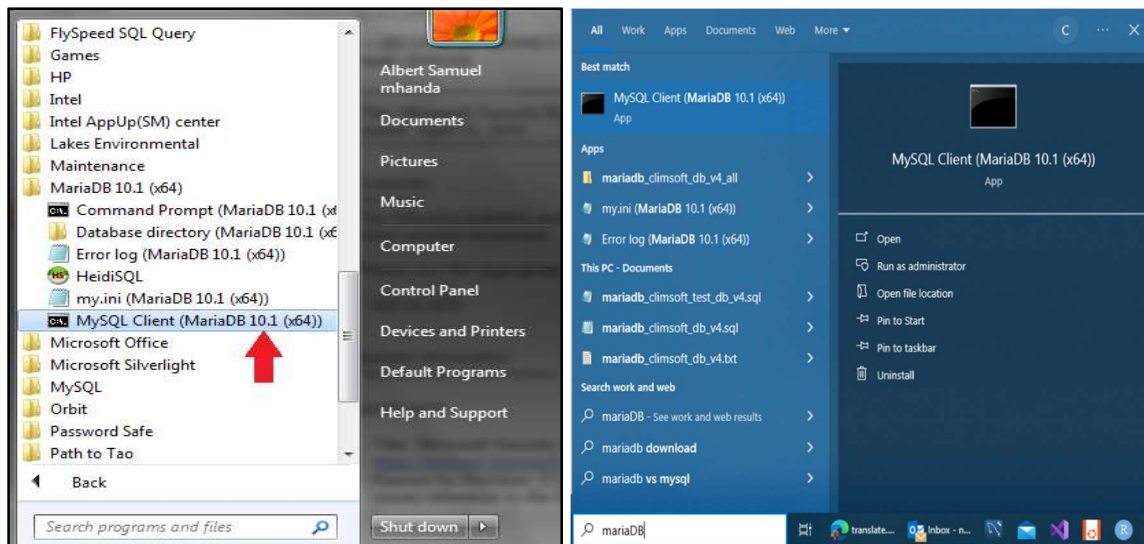 FlySpeed SQL Query
Games
HP
Intel
Intel AppUp(SM) center
Lakes Environmental
Maintenance
MariaDB 10.1 (x64)
Command Prompt (MariaDB 10.1 (x6
Database directory (MariaDB 10.1 (x6
Error log (MariaDB 10.1 (x64))
HeidiSQL
my.ini (MariaDB 10.1 (x64))
MySQL Client (MariaDB 10.1 (x64))
Microsoft Office
Microsoft Silverlight
MySQL
Orbit
Password Safe
Path to Tao
Back
Search programs and files
Albert Samuel
mhanda
Documents
Pictures
Music
Computer
Control Panel
Devices and Printers
Default Programs
Help and Support
Shut down
All Work Apps Documents Web More C ... X
Best match
MySQL Client (MariaDB 10.1 (x64))
App
Apps
mariadb_climsoft_db_v4_all
my.ini (MariaDB 10.1 (x64))
Error log (MariaDB 10.1 (x64))
This PC - Documents
mariadb_climsoft_test_db_v4.sql
mariadb_climsoft_db_v4.sql
mariadb_climsoft_db_v4.txt
Search work and web
mariaDB - See work and web results
mariadb download
mariadb vs mysql
MySQL Client (MariaDB 10.1 (x64))
App
Open
Run as administrator
Open file location
Pin to Start
Pin to taskbar
Uninstall
mariaDB
translate.... Inbox - n... R